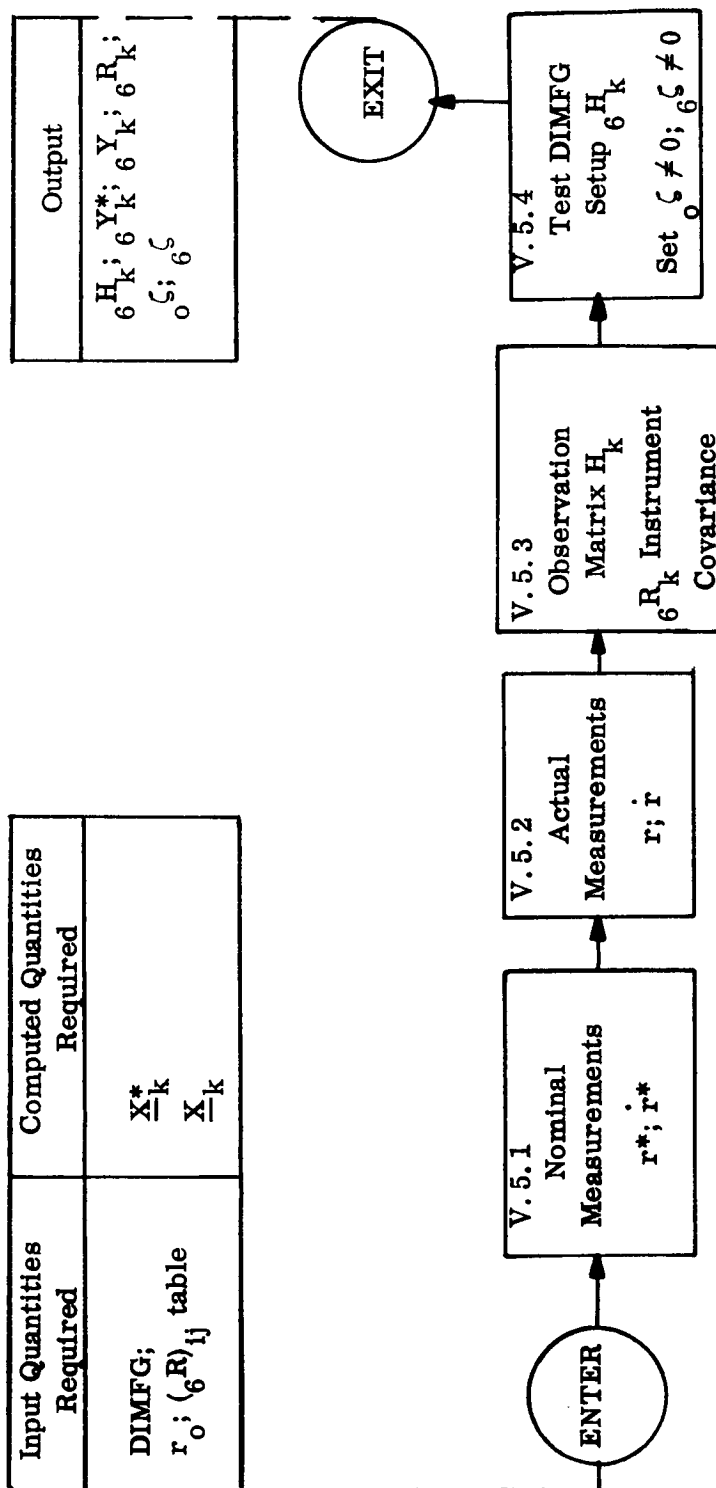 Input Quantities
Required
Computed Quantities
Required
DIMFG;
r_o; (_6R)_ij table
X*_k
X_k
Output
_6H_k; _6Y*_k; _6Y_k; _6R_k;
_oζ; _6ζ
ENTER
V.5.1
Nominal
Measurements
r*; ṙ*
V.5.2
Actual
Measurements
r; ṙ
V.5.3
Observation
Matrix H_k
_6R_k Instrument
Covariance
V.5.4
Test DIMFG
Setup _6H_k
Set _oζ ≠ 0; _6ζ ≠ 0
EXIT